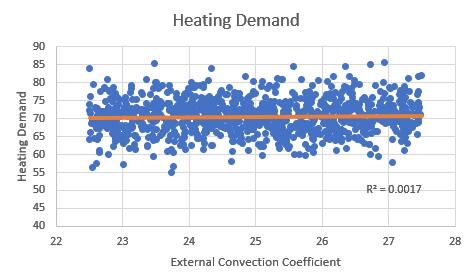 Heating Demand
90
85
80
75
70
65
60
55
50
45
40
Heating Demand
R² = 0.0017
22 23 24 25 26 27 28
External Convection Coefficient